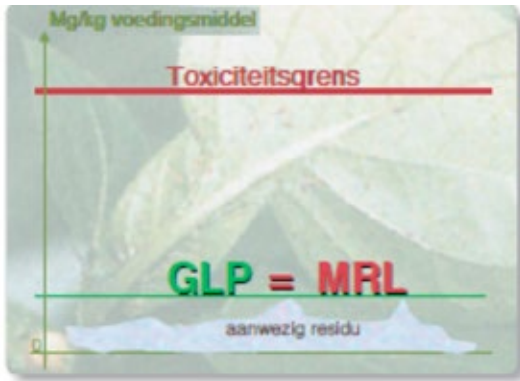 Mg/kg voedingsmiddel
Toxiciteitsgrens
GLP = MRL
aanwezig residu
0